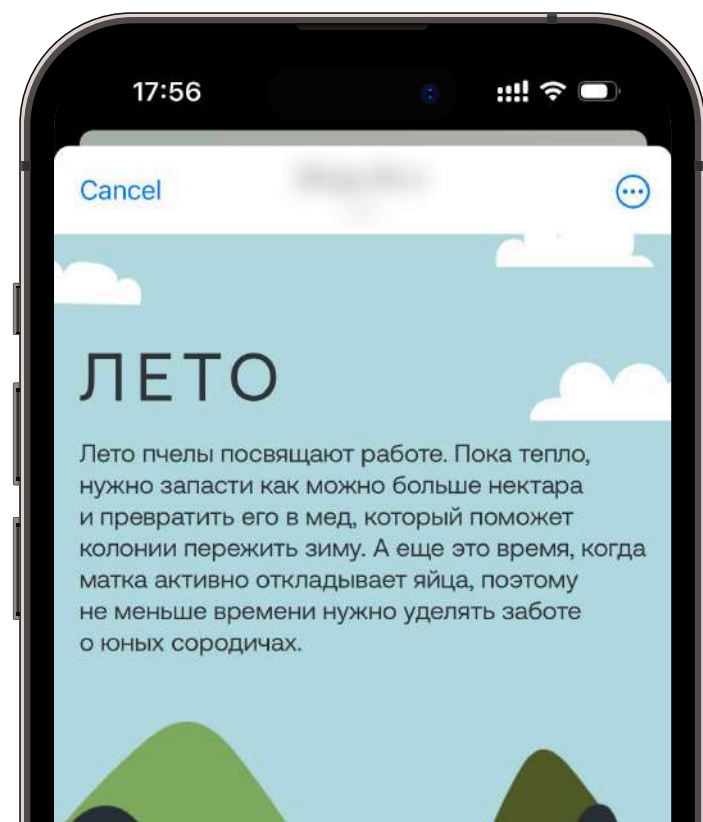 17:56
Cancel
ЛЕТО
Лето пчелы посвящают работе. Пока тепло,
нужно запасти как можно больше нектара
и превратить его в мед, который поможет
колонии пережить зиму. А еще это время, когда
матка активно откладывает яйца, поэтому
не меньше времени нужно уделять заботе
о юных сородичах.